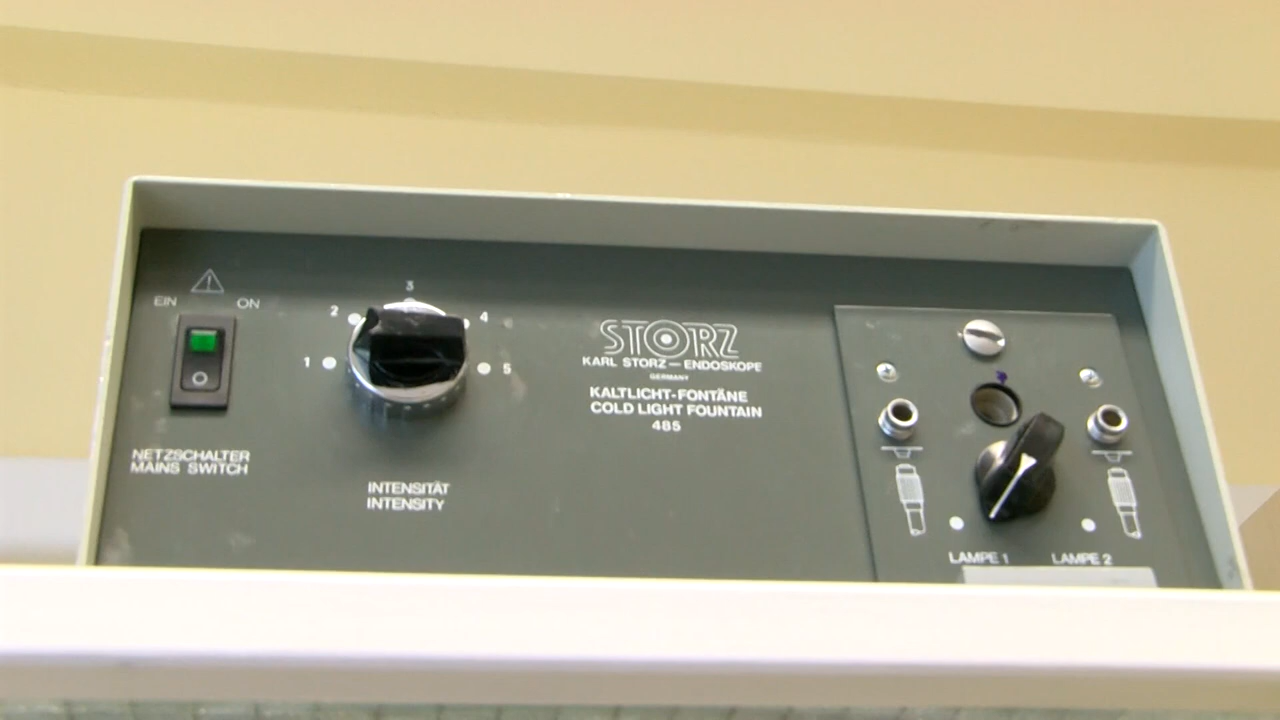 EIN ON
NETZSCHALTER
MAINS SWITCH
1 2 3 4 5
INTENSITÄT
INTENSITY
STORZ
KARL STORZ — ENDOSKOPE
GERMANY
KALTLICHT-FONTÄNE
COLD LIGHT FOUNTAIN
485
LAMPE 1 LAMPE 2